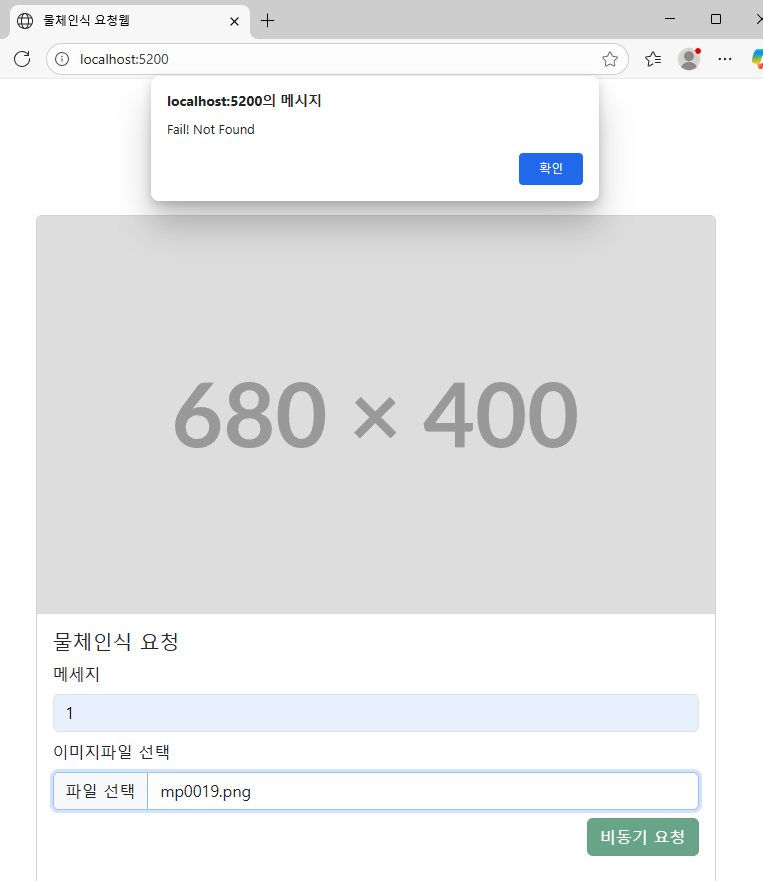 물체인식 요청웹
localhost:5200
localhost:5200의 메시지
Fail! Not Found
확인
680 × 400
물체인식 요청
메세지
1
이미지파일 선택
파일 선택 mp0019.png
비동기 요청